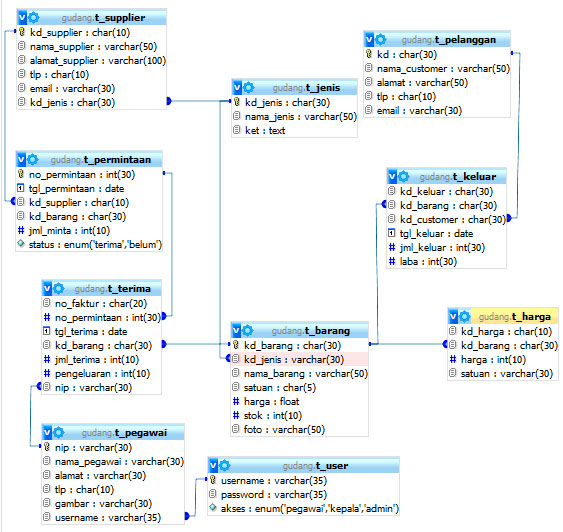 gudang.t_supplier
kd_supplier : char(10)
nama_supplier : varchar(50)
alamat_supplier : varchar(100)
tlp : char(10)
email : varchar(30)
kd_jenis : char(30)
gudang.t_pelanggan
kd : char(30)
nama_customer : varchar(50)
alamat : varchar(50)
tlp : char(10)
email : varchar(30)
gudang.t_jenis
kd_jenis : char(30)
nama_jenis : varchar(50)
ket : text
gudang.t_permintaan
no_permintaan : int(30)
tgl_permintaan : date
kd_supplier : char(10)
kd_barang : char(30)
# jml_minta : int(10)
status : enum('terima','belum')
gudang.t_keluar
kd_keluar : char(30)
kd_barang : char(30)
kd_customer : char(30)
tgl_keluar : date
# jml_keluar : int(30)
# laba : int(30)
gudang.t_terima
no_faktur : char(20)
# no_permintaan : int(30)
tgl_terima : date
kd_barang : char(30)
# jml_terima : int(10)
# pengeluaran : int(10)
nip : varchar(30)
gudang.t_barang
kd_barang : char(30)
kd_jenis : varchar(30)
nama_barang : varchar(50)
satuan : char(5)
# harga : float
# stok : int(10)
foto : varchar(50)
gudang.t_harga
kd_harga : char(10)
kd_barang : char(30)
# harga : int(10)
satuan : varchar(30)
gudang.t_pegawai
nip : varchar(30)
nama_pegawai : varchar(30)
alamat : varchar(30)
tlp : char(10)
gambar : varchar(30)
username : varchar(35)
gudang.t_user
username : varchar(35)
password : varchar(35)
akses : enum('pegawai','kepala','admin')